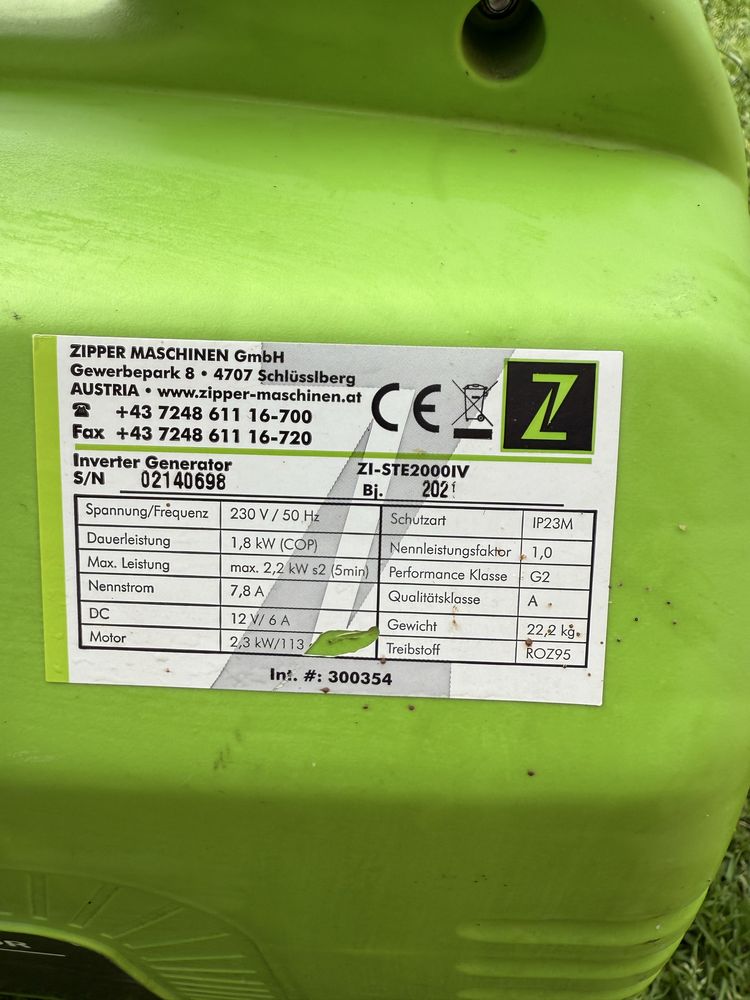 ZIPPER MASCHINEN GmbH
Gewerbepark 8 • 4707 Schlüsslberg
AUSTRIA • www.zipper-maschinen.at
☎ +43 7248 611 16-700
Fax +43 7248 611 16-720
CE
Z
Inverter Generator ZI-STE2000IV
S/N 02140698 Bj. 2021
Spannung/Frequenz 230 V / 50 Hz Schutzart IP23M
Dauerleistung 1,8 kW (COP) Nennleistungsfaktor 1,0
Max. Leistung max. 2,2 kW s2 (5min) Performance Klasse G2
Nennstrom 7,8 A Qualitätsklasse A
DC 12 V/ 6 A Gewicht 22,2 kg
Motor 2,3 kW/113 Treibstoff ROZ95
Int. #: 300354